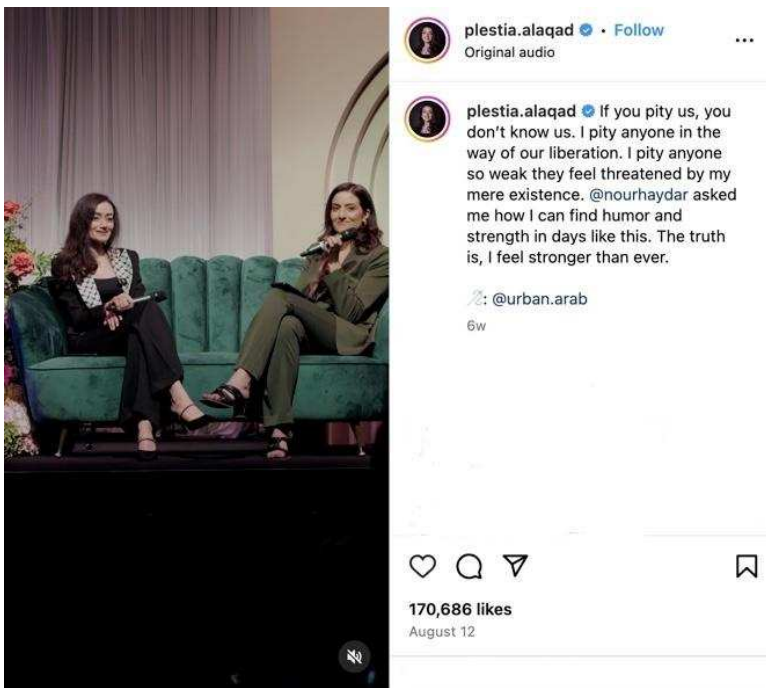 plestia.alaqad • Follow
Original audio
plestia.alaqad If you pity us, you
don't know us. I pity anyone in the
way of our liberation. I pity anyone
so weak they feel threatened by my
mere existence. @nourhaydar asked
me how I can find humor and
strength in days like this. The truth
is, I feel stronger than ever.
: @urban.arab
6w
170,686 likes
August 12